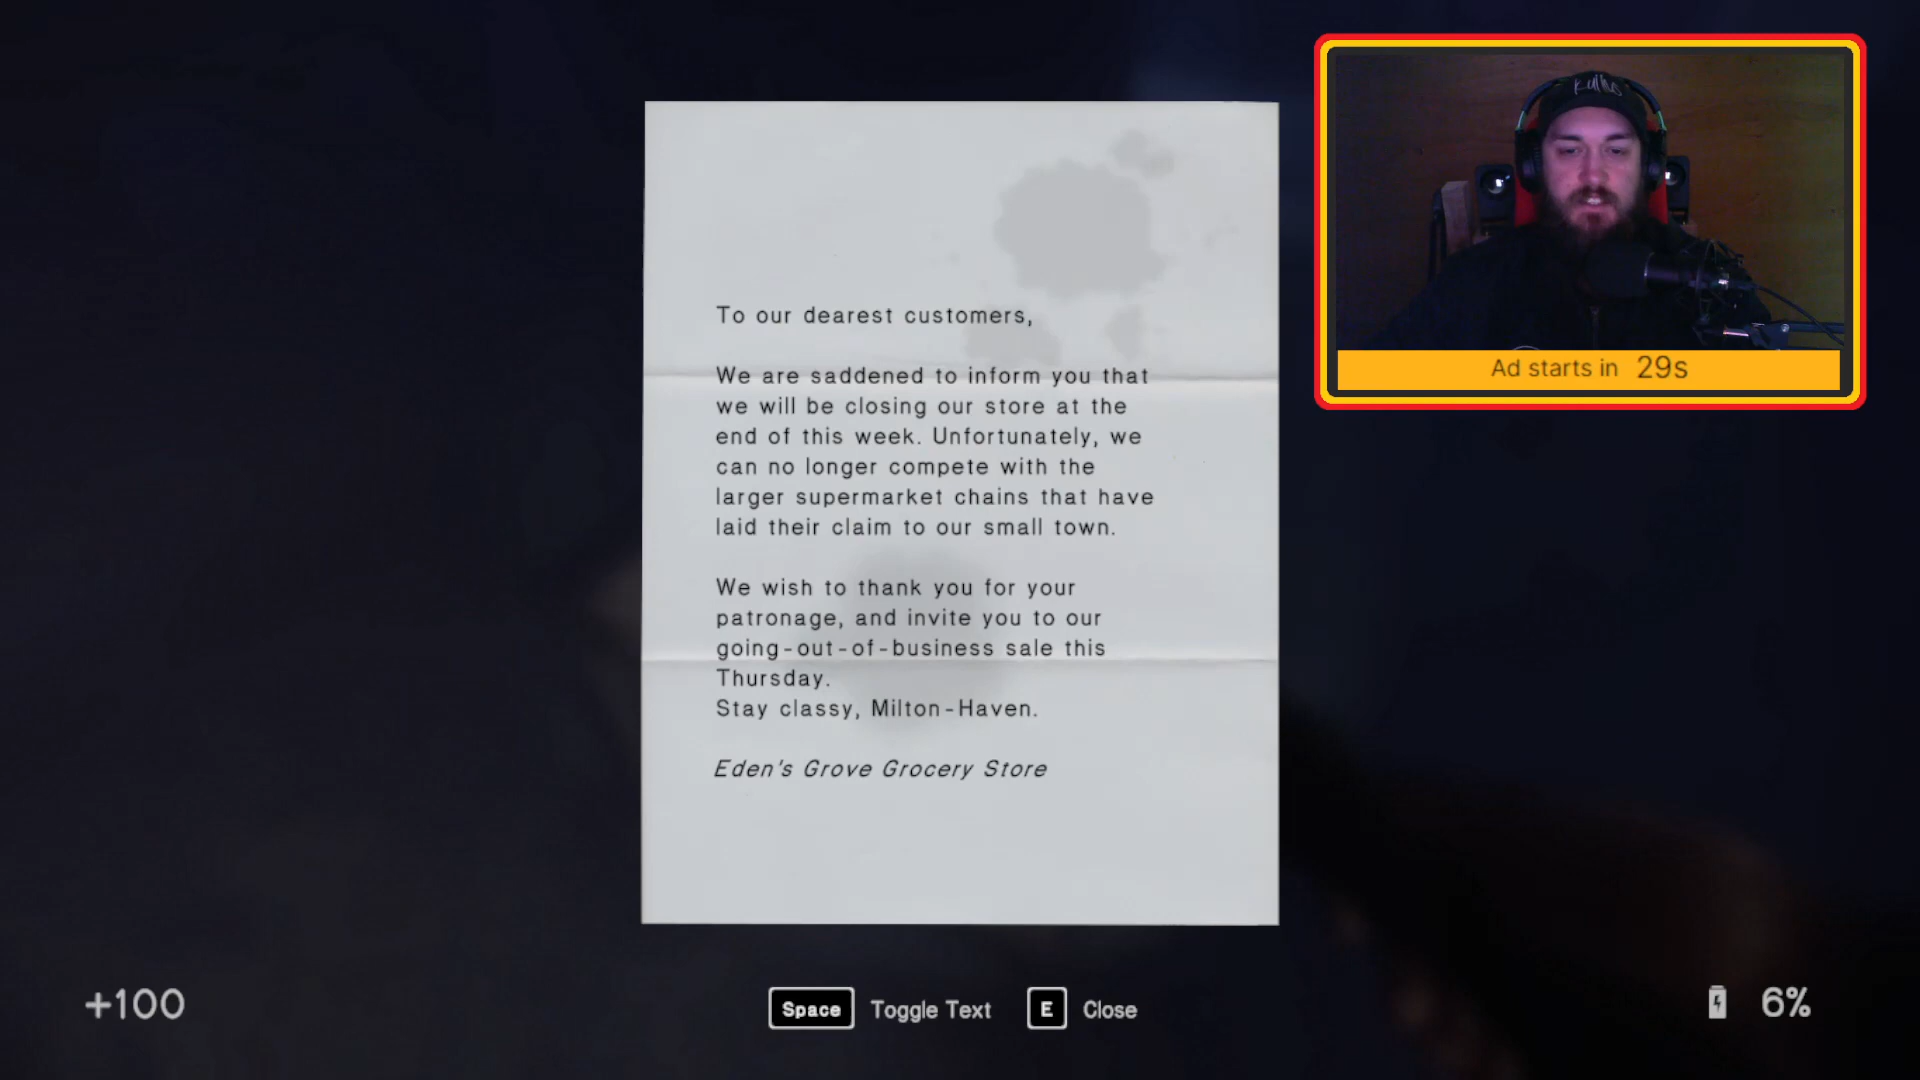 To our dearest customers,
We are saddened to inform you that
we will be closing our store at the
end of this week. Unfortunately, we
can no longer compete with the
larger supermarket chains that have
laid their claim to our small town.
We wish to thank you for your
patronage, and invite you to our
going-out-of-business sale this
Thursday.
Stay classy, Milton-Haven.
Eden's Grove Grocery Store
Ad starts in 29s
+100
Space Toggle Text E Close
6%